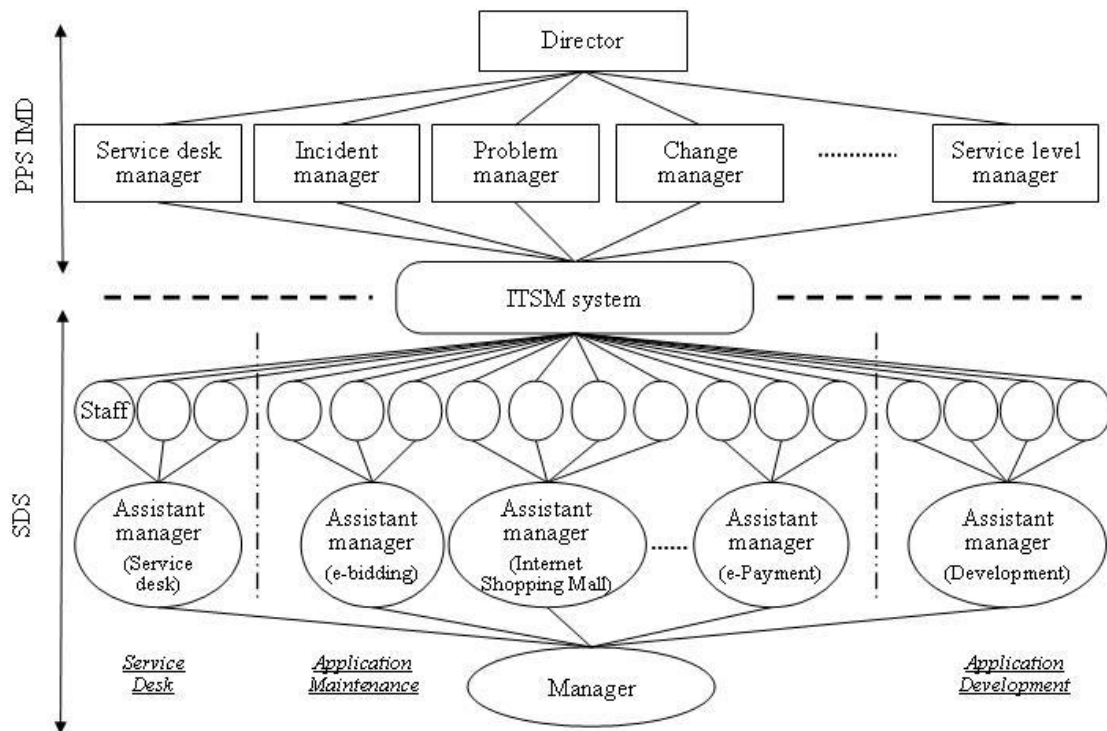 PPS IMD
Director
Service desk
manager
Incident
manager
Problem
manager
Change
manager
Service level
manager
ITSM system
SDS
Staff
Assistant
manager
(Service
desk)
Assistant
manager
(e-bidding)
Assistant
manager
(Internet
Shopping Mall)
Assistant
manager
(e-Payment)
Assistant
manager
(Development)
Service
Desk
Application
Maintenance
Manager
Application
Development